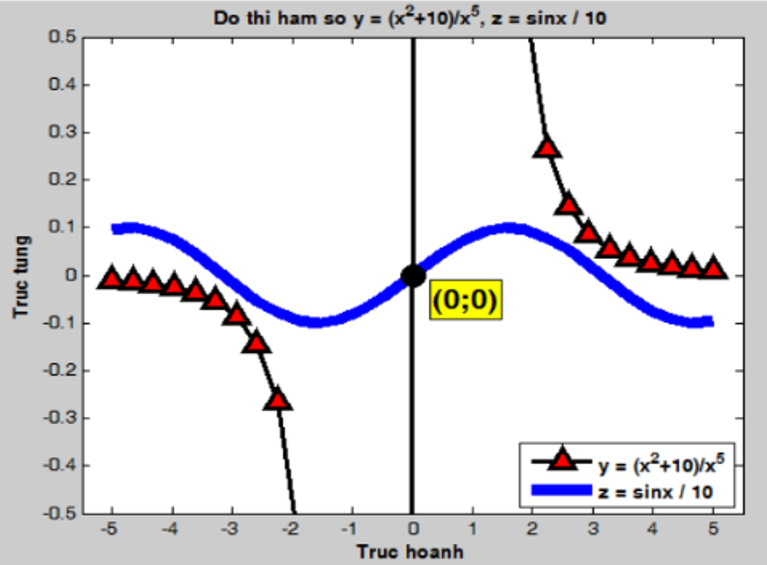 Do thi ham so y = (x²+10)/x⁵, z = sinx / 10
0.5
0.4
0.3
0.2
0.1
0
-0.1
-0.2
-0.3
-0.4
-0.5
Truc tung
(0;0)
y = (x²+10)/x⁵
z = sinx / 10
-5 -4 -3 -2 -1 0 1 2 3 4 5
Truc hoanh